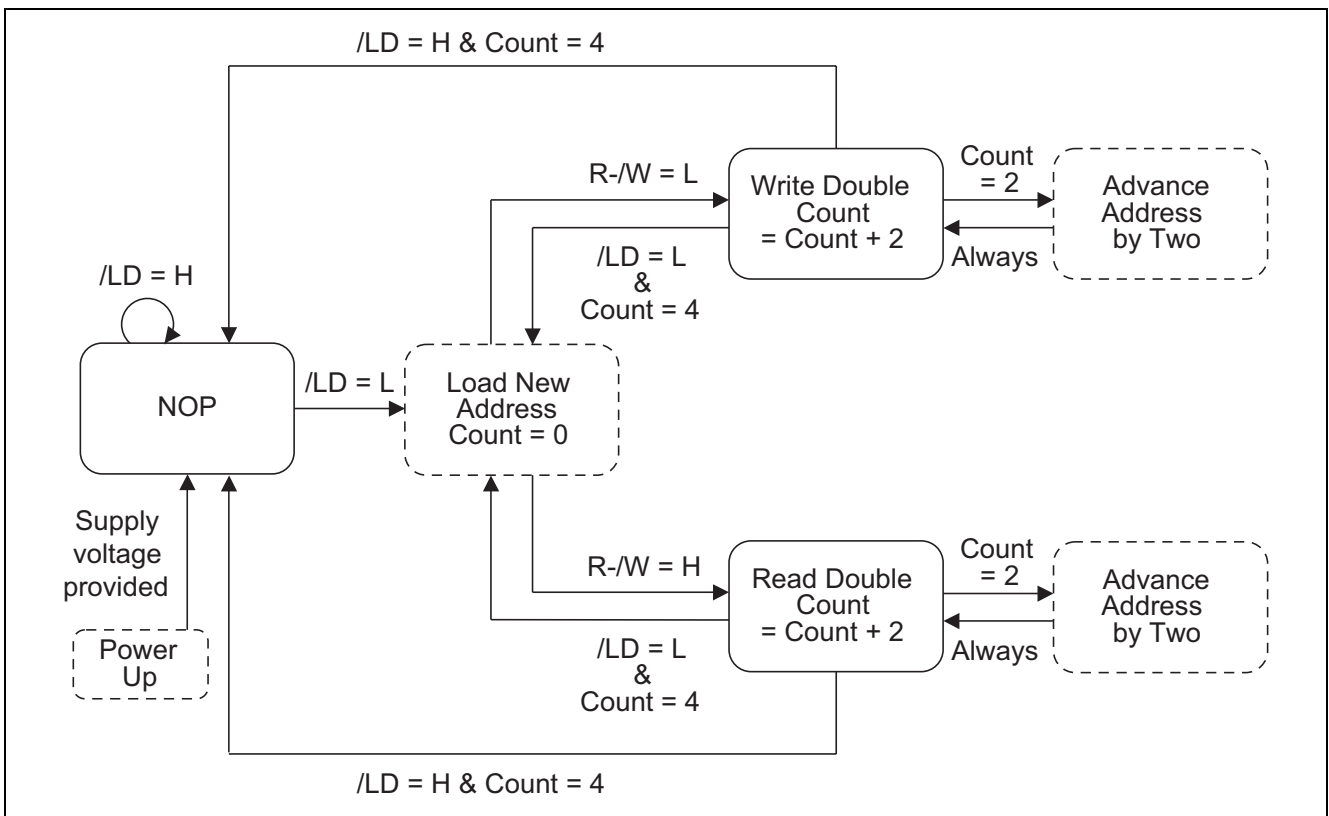 /LD = H & Count = 4
R-/W = L
Write Double
Count
= Count + 2
Count
= 2
Advance
Address
by Two
Always
/LD = L
&
Count = 4
/LD = H
NOP
/LD = L
Load New
Address
Count = 0
Supply
voltage
provided
Power
Up
R-/W = H
Read Double
Count
= Count + 2
Count
= 2
Advance
Address
by Two
Always
/LD = L
&
Count = 4
/LD = H & Count = 4